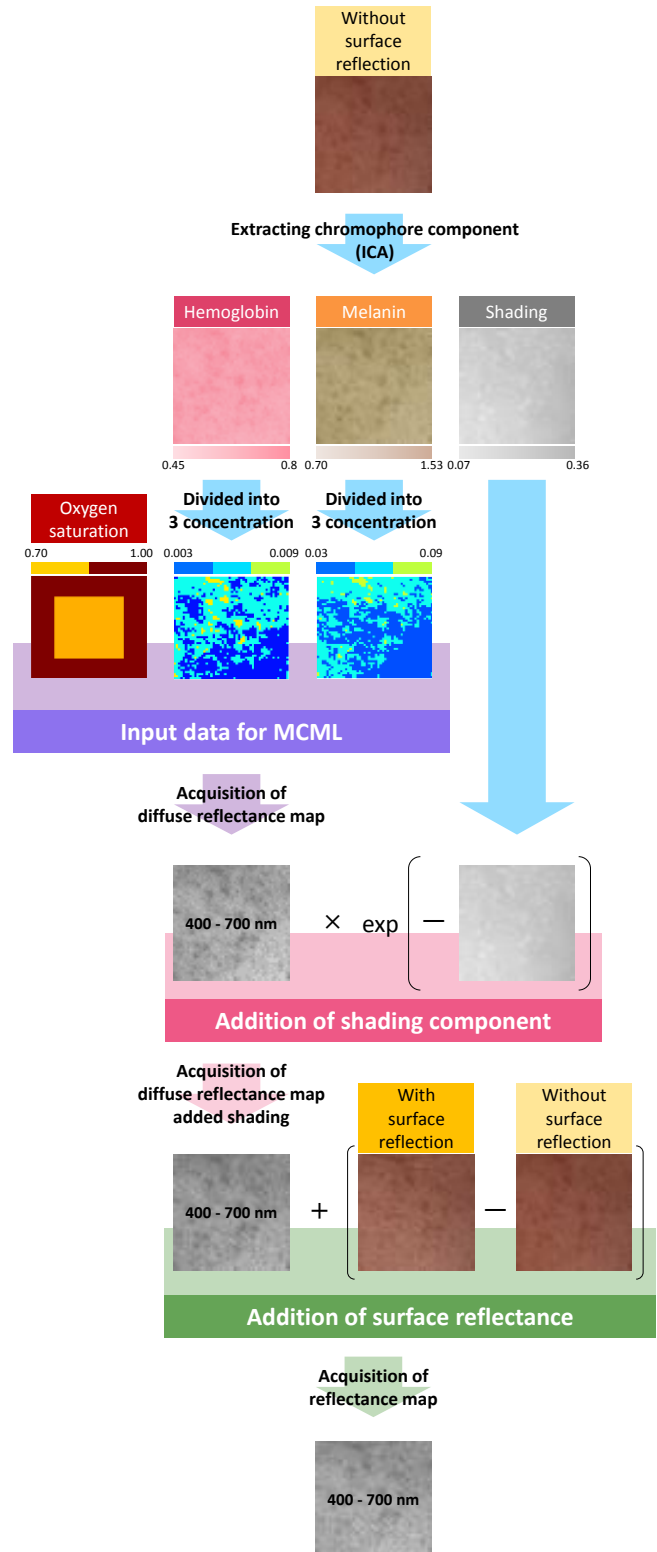 Without
surface
reflection
Extracting chromophore component
(ICA)
Hemoglobin
Melanin
Shading
0.45
0.8
0.70
1.53
0.07
0.36
Divided into
3 concentration
Divided into
3 concentration
Oxygen
saturation
0.70
1.00
0.003
0.009
0.03
0.09
Input data for MCML
Acquisition of
diffuse reflectance map
400 - 700 nm
× exp ( −
)
Addition of shading component
Acquisition of
diffuse reflectance map
added shading
With
surface
reflection
Without
surface
reflection
400 - 700 nm
+ ( − )
Addition of surface reflectance
Acquisition of
reflectance map
400 - 700 nm